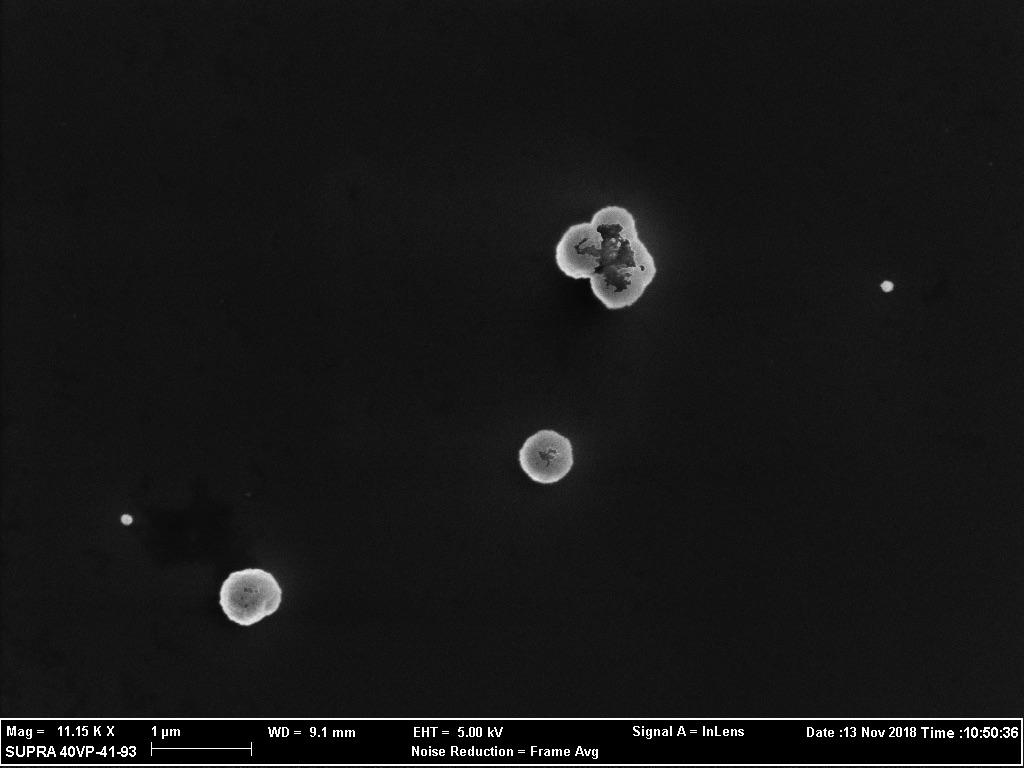 Mag = 11.15 K X 1 µm WD = 9.1 mm EHT = 5.00 kV Signal A = InLens Date :13 Nov 2018 Time :10:50:36
SUPRA 40VP-41-93 Noise Reduction = Frame Avg